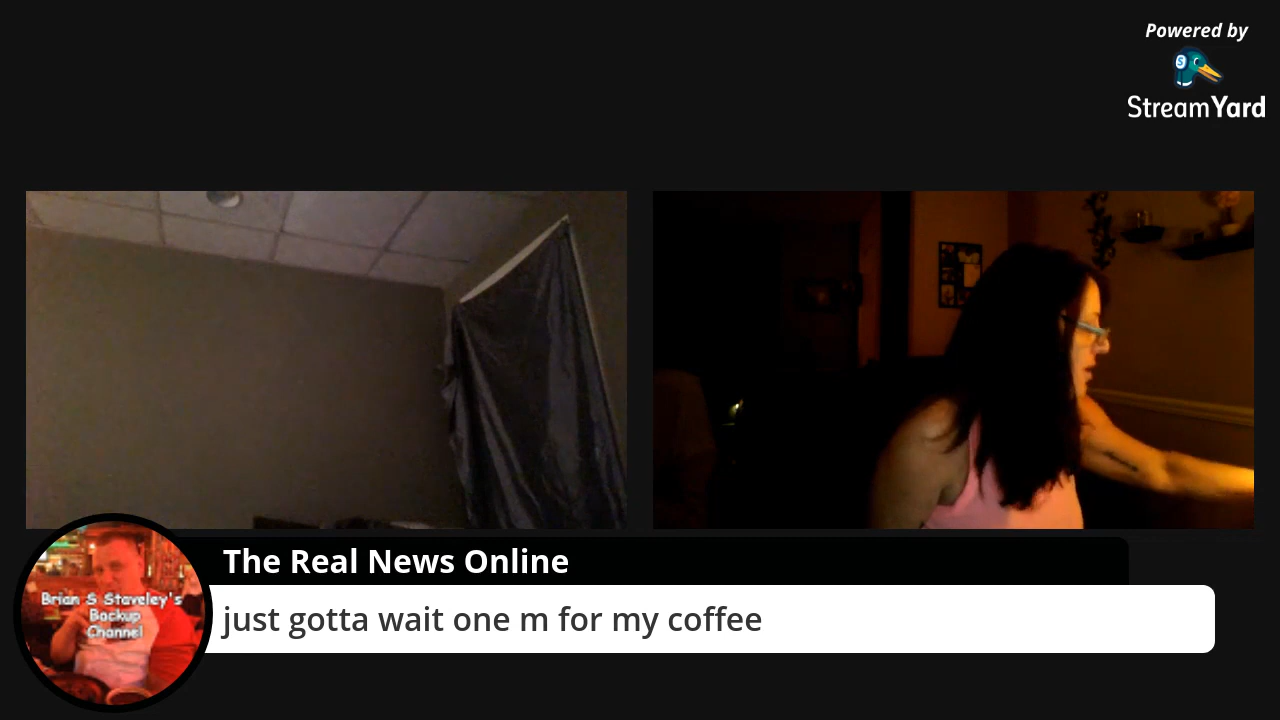 Powered by
StreamYard
The Real News Online
just gotta wait one m for my coffee
Brian S Staveley's
Backup
Channel